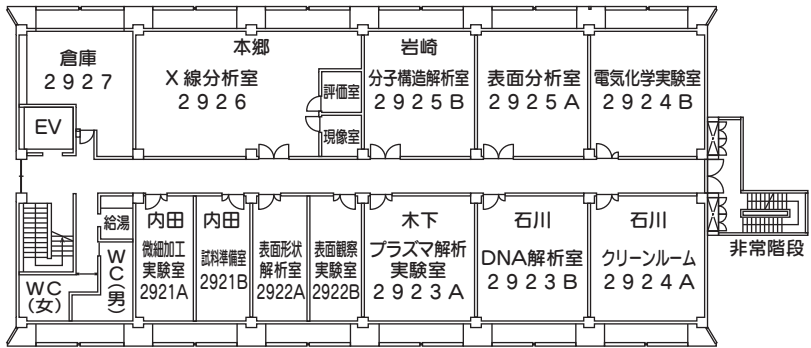 倉庫
2927
EV
本郷
X線分析室
2926
評価室
現像室
岩崎
分子構造解析室
2925B
表面分析室
2925A
電気化学実験室
2924B
給湯
WC(女)
WC(男)
内田
微細加工
実験室
2921A
内田
試料準備室
2921B
表面形状
解析室
2922A
表面観察
実験室
2922B
木下
プラズマ解析
実験室
2923A
石川
DNA解析室
2923B
石川
クリーンルーム
2924A
非常階段